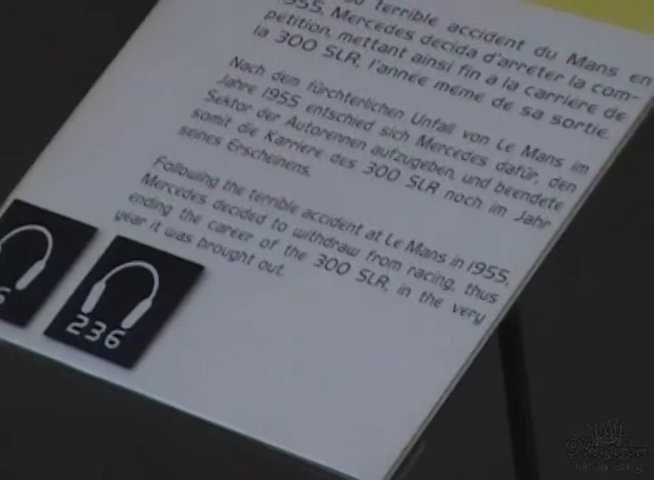 terrible accident du Mans en
1955, Mercedes décida d'arrêter la com-
pétition, mettant ainsi fin à la carrière de
la 300 SLR, l'année même de sa sortie.
Nach dem fürchterlichen Unfall von Le Mans im
Jahre 1955 entschied sich Mercedes dafür, den
Sektor der Autorennen aufzugeben, und beendete
somit die Karriere des 300 SLR noch im Jahr
seines Erscheinens.
Following the terrible accident at Le Mans in 1955,
Mercedes decided to withdraw from racing, thus
ending the career of the 300 SLR, in the very
year it was brought out.
6
236